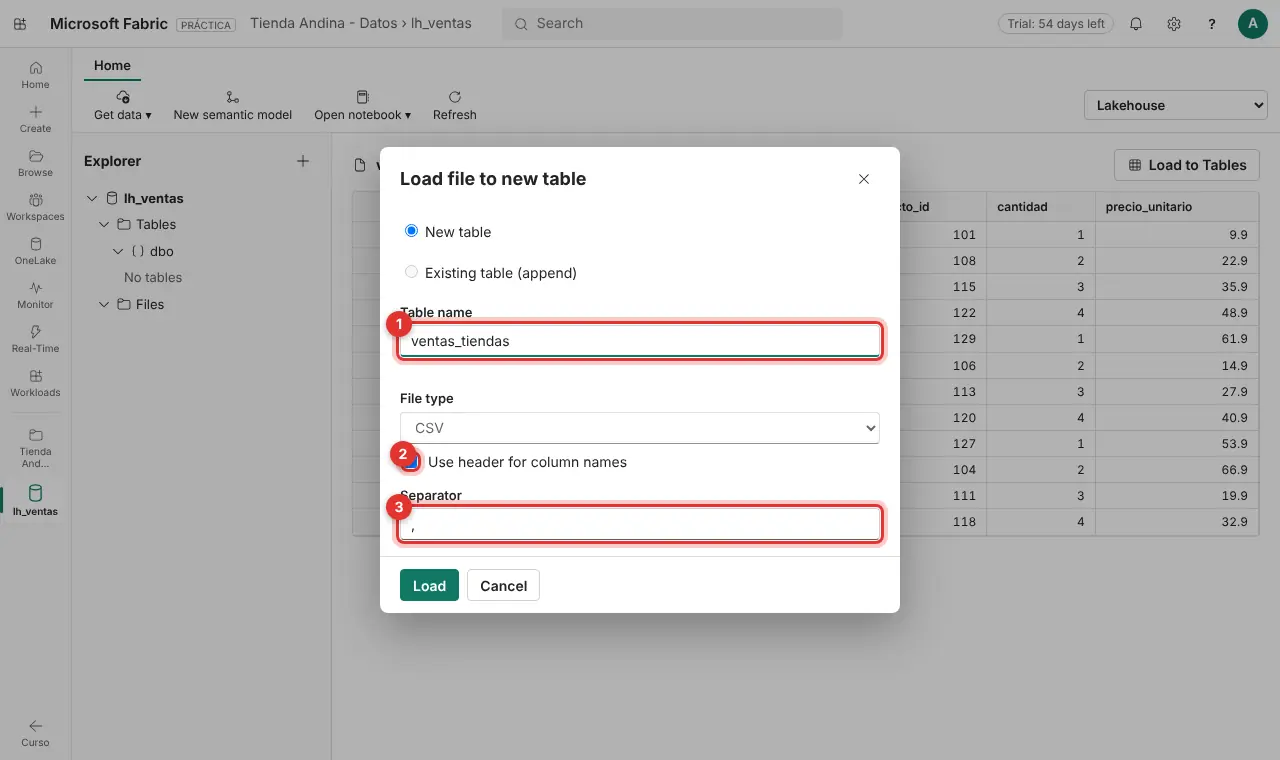 Microsoft Fabric PRÁCTICA Tienda Andina - Datos › lh_ventas Search Trial: 54 days left ? A
Home
Get data ▾ New semantic model Open notebook ▾ Refresh Lakehouse
Home
Create
Browse
Workspaces
OneLake
Monitor
Real-Time
Workloads
Tienda
And...
lh_ventas
Curso
Explorer
lh_ventas
Tables
dbo
No tables
Files
Load to Tables
cantidad precio_unitario
101 1 9.9
108 2 22.9
115 3 35.9
122 4 48.9
129 1 61.9
106 2 14.9
113 3 27.9
120 4 40.9
127 1 53.9
104 2 66.9
111 3 19.9
118 4 32.9
Load file to new table
New table
Existing table (append)
Table name
1
ventas_tiendas
File type
CSV
2
Use header for column names
Separator
3
,
Load Cancel